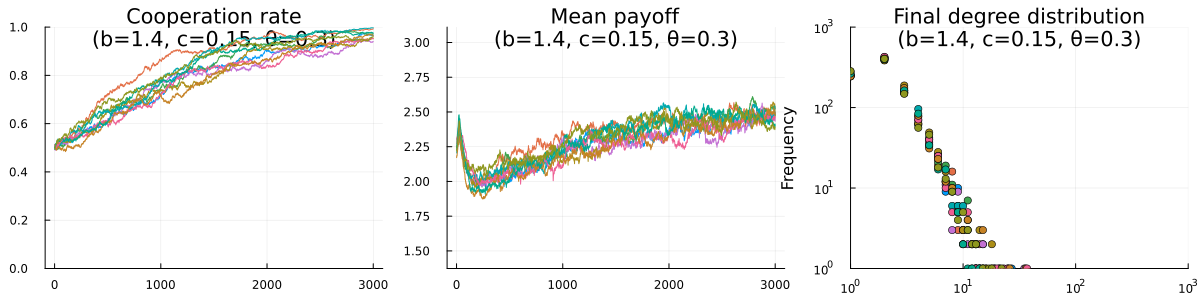 Cooperation rate
(b=1.4, c=0.15, θ=0.3)
1.0
0.8
0.6
0.4
0.2
0.0
0 1000 2000 3000
Mean payoff
(b=1.4, c=0.15, θ=0.3)
3.00
2.75
2.50
2.25
2.00
1.75
1.50
0 1000 2000 3000
Final degree distribution
(b=1.4, c=0.15, θ=0.3)
Frequency
10³
10²
10¹
10⁰
10⁰ 10¹ 10² 10³